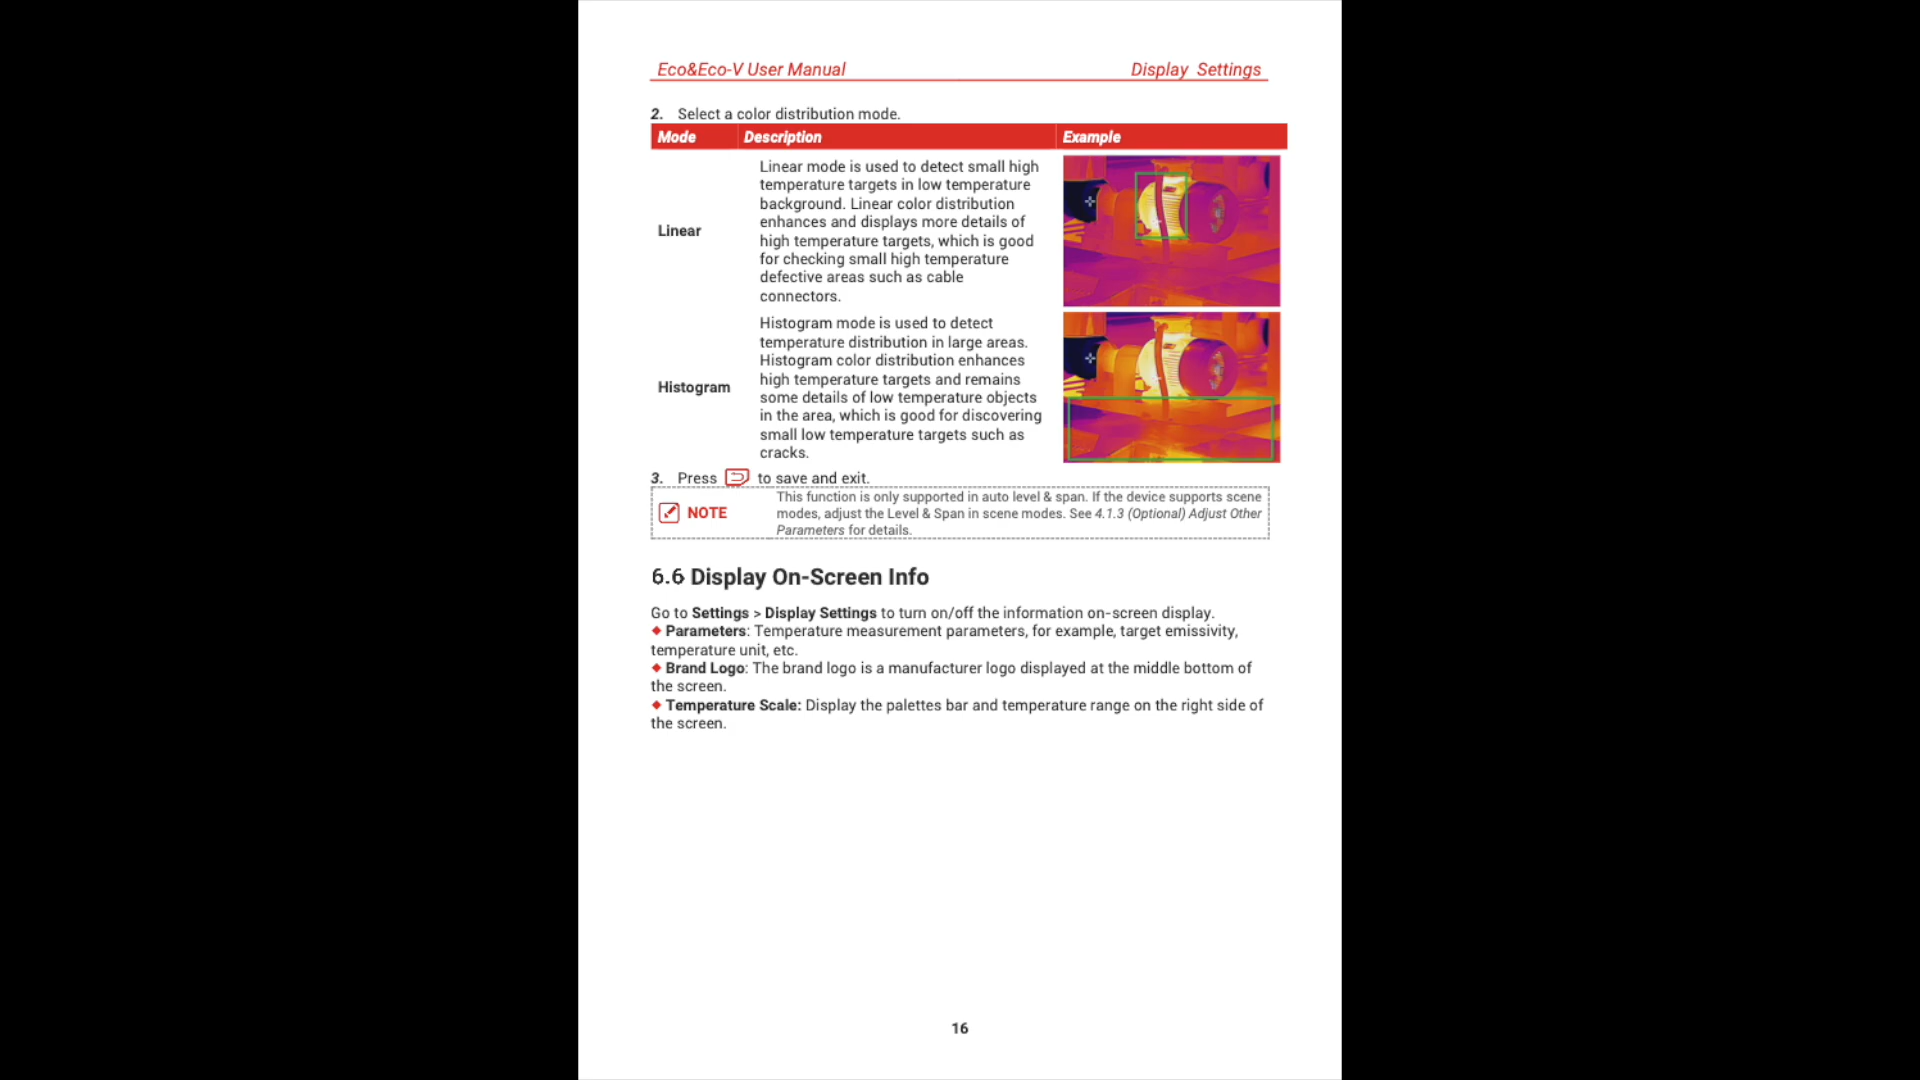 Eco&Eco-V User Manual Display Settings
2. Select a color distribution mode.
Mode Description Example
Linear mode is used to detect small high
temperature targets in low temperature
background. Linear color distribution
enhances and displays more details of
Linear
high temperature targets, which is good
for checking small high temperature
defective areas such as cable
connectors.
Histogram mode is used to detect
temperature distribution in large areas.
Histogram color distribution enhances
high temperature targets and remains
Histogram
some details of low temperature objects
in the area, which is good for discovering
small low temperature targets such as
cracks.
3. Press to save and exit.
NOTE
This function is only supported in auto level & span. If the device supports scene
modes, adjust the Level & Span in scene modes. See 4.1.3 (Optional) Adjust Other
Parameters for details.
6.6 Display On-Screen Info
Go to Settings > Display Settings to turn on/off the information on-screen display.
◆ Parameters: Temperature measurement parameters, for example, target emissivity,
temperature unit, etc.
◆ Brand Logo: The brand logo is a manufacturer logo displayed at the middle bottom of
the screen.
◆ Temperature Scale: Display the palettes bar and temperature range on the right side of
the screen.
16